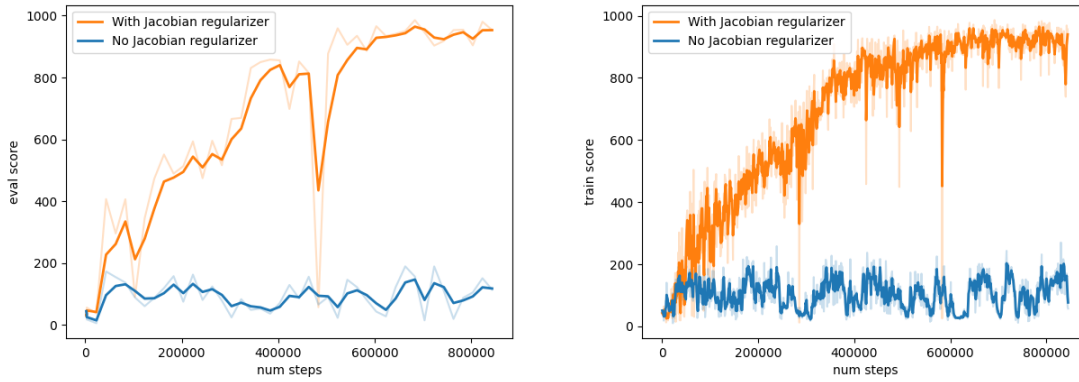 1000
800
600
400
200
0
eval score
With Jacobian regularizer
No Jacobian regularizer
0
200000
400000
600000
800000
num steps
1000
800
600
400
200
0
train score
With Jacobian regularizer
No Jacobian regularizer
0
200000
400000
600000
800000
num steps